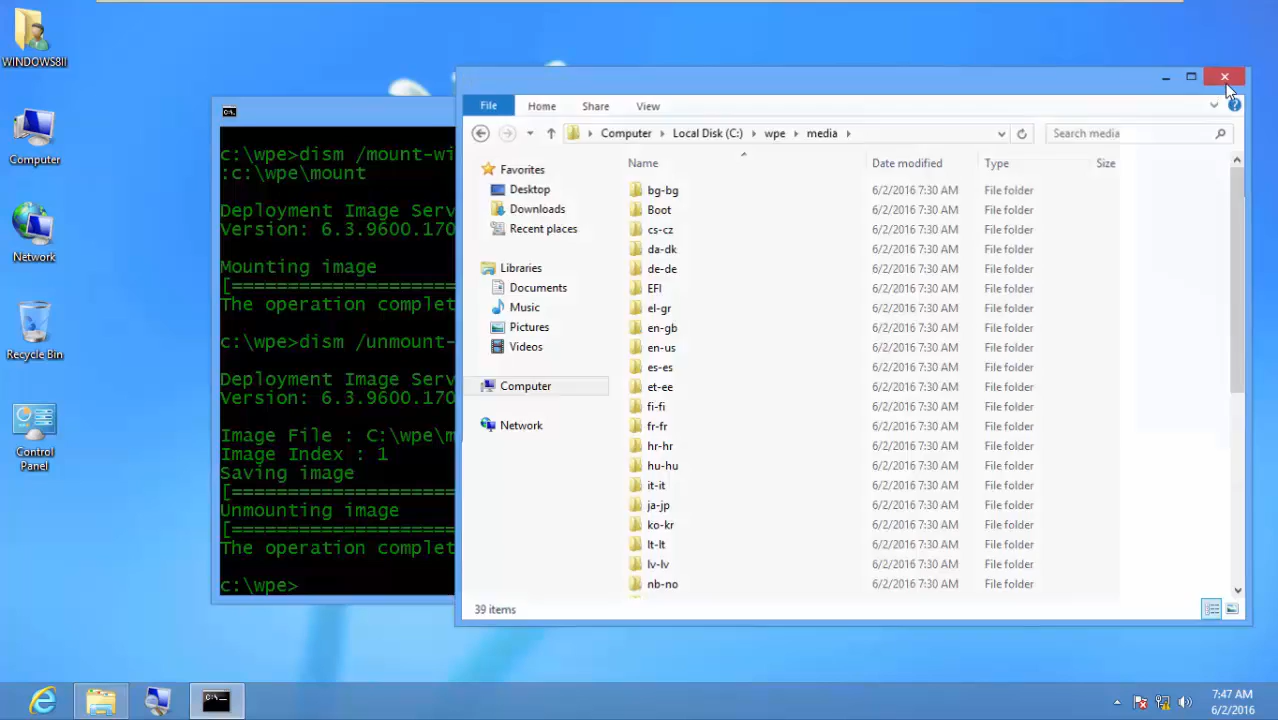 WINDOWS8II
Computer
Network
Recycle Bin
Control
Panel
c:\wpe>dism /mount-wi
:c:\wpe\mount
Deployment Image Serv
Version: 6.3.9600.170
Mounting image
[=====================
The operation complet
c:\wpe>dism /unmount-
Deployment Image Serv
Version: 6.3.9600.170
Image File : C:\wpe\m
Image Index : 1
Saving image
[=====================
Unmounting image
[=====================
The operation complet
c:\wpe>
File Home Share View
Computer Local Disk (C:) wpe media
Search media
Favorites
Desktop
Downloads
Recent places
Libraries
Documents
Music
Pictures
Videos
Computer
Network
Name Date modified Type Size
bg-bg 6/2/2016 7:30 AM File folder
Boot 6/2/2016 7:30 AM File folder
cs-cz 6/2/2016 7:30 AM File folder
da-dk 6/2/2016 7:30 AM File folder
de-de 6/2/2016 7:30 AM File folder
EFI 6/2/2016 7:30 AM File folder
el-gr 6/2/2016 7:30 AM File folder
en-gb 6/2/2016 7:30 AM File folder
en-us 6/2/2016 7:30 AM File folder
es-es 6/2/2016 7:30 AM File folder
et-ee 6/2/2016 7:30 AM File folder
fi-fi 6/2/2016 7:30 AM File folder
fr-fr 6/2/2016 7:30 AM File folder
hr-hr 6/2/2016 7:30 AM File folder
hu-hu 6/2/2016 7:30 AM File folder
it-it 6/2/2016 7:30 AM File folder
ja-jp 6/2/2016 7:30 AM File folder
ko-kr 6/2/2016 7:30 AM File folder
lt-lt 6/2/2016 7:30 AM File folder
lv-lv 6/2/2016 7:30 AM File folder
nb-no 6/2/2016 7:30 AM File folder
39 items
7:47 AM
6/2/2016